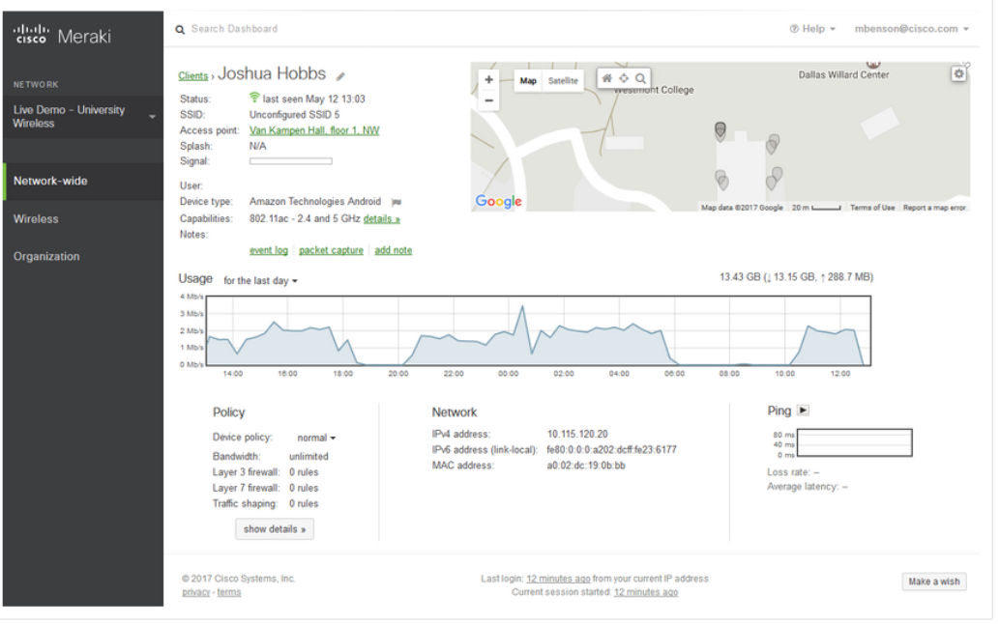 cisco Meraki
Search Dashboard
Help
mbenson@cisco.com
NETWORK
Live Demo - University Wireless
Network-wide
Wireless
Organization
Clients › Joshua Hobbs
Status: last seen May 12 13:03
SSID: Unconfigured SSID 5
Access point: Van Kampen Hall, floor 1, NW
Splash: N/A
Signal:
User:
Device type: Amazon Technologies Android
Capabilities: 802.11ac - 2.4 and 5 GHz details »
Notes:
event log packet capture add note
+ Map Satellite
−
Westmont College
Dallas Willard Center
Google
Map data ©2017 Google 20 m Terms of Use Report a map error
Usage for the last day
13.43 GB (↓ 13.15 GB, ↑ 288.7 MB)
4 Mb/s
3 Mb/s
2 Mb/s
1 Mb/s
0 Mb/s
14:00 16:00 18:00 20:00 22:00 00:00 02:00 04:00 06:00 08:00 10:00 12:00
Policy
Device policy: normal
Bandwidth: unlimited
Layer 3 firewall: 0 rules
Layer 7 firewall: 0 rules
Traffic shaping: 0 rules
show details »
Network
IPv4 address: 10.115.120.20
IPv6 address (link-local): fe80:0:0:0:a202:dcff:fe23:6177
MAC address: a0:02:dc:19:0b:bb
Ping
80 ms
40 ms
0 ms
Loss rate: –
Average latency: –
© 2017 Cisco Systems, Inc.
privacy - terms
Last login: 12 minutes ago from your current IP address
Current session started: 12 minutes ago
Make a wish